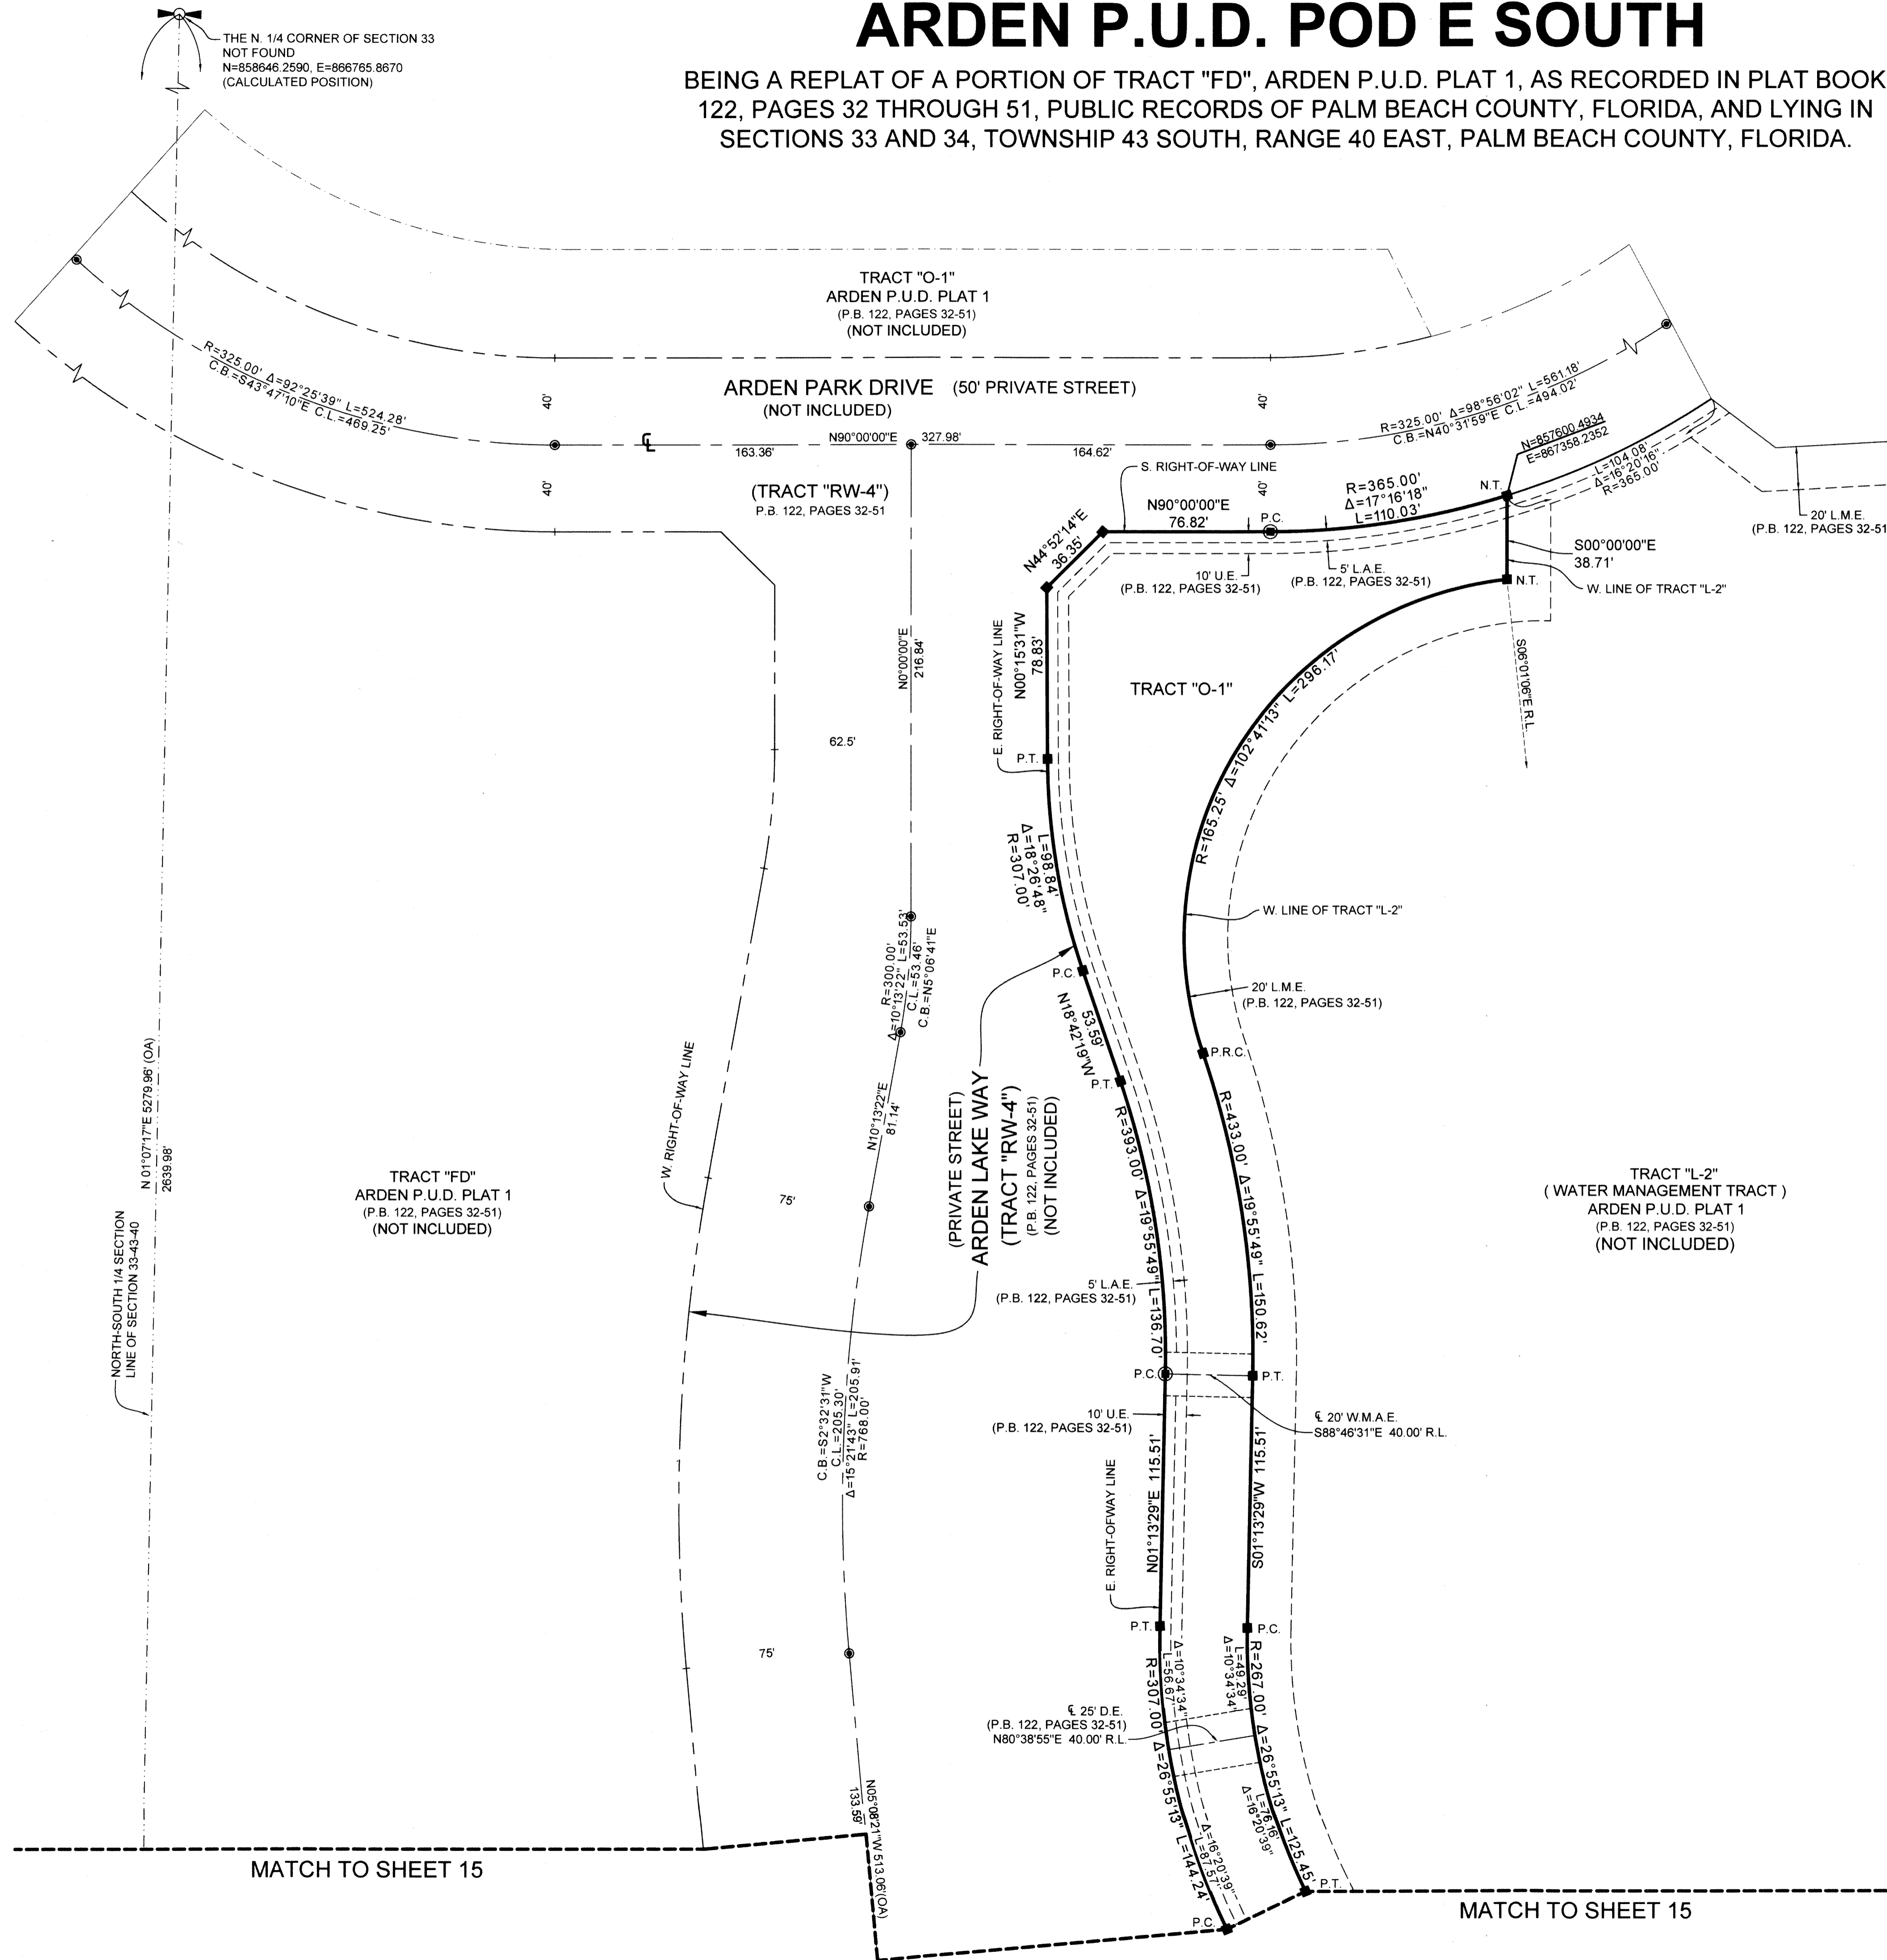 ARDEN P.U.D. POD E SOUTH
BEING A REPLAT OF A PORTION OF TRACT "FD", ARDEN P.U.D. PLAT 1, AS RECORDED IN PLAT BOOK
122, PAGES 32 THROUGH 51, PUBLIC RECORDS OF PALM BEACH COUNTY, FLORIDA, AND LYING IN
SECTIONS 33 AND 34, TOWNSHIP 43 SOUTH, RANGE 40 EAST, PALM BEACH COUNTY, FLORIDA.
THE N. 1/4 CORNER OF SECTION 33
NOT FOUND
N=858646.2590, E=866765.8670
(CALCULATED POSITION)
TRACT "O-1"
ARDEN P.U.D. PLAT 1
(P.B. 122, PAGES 32-51)
(NOT INCLUDED)
R=325.00' Δ=92°25'39" L=524.28'
C.B.=S43°47'10"E C.L.=469.25'
ARDEN PARK DRIVE (50' PRIVATE STREET)
(NOT INCLUDED)
40'
40'
R=325.00' Δ=98°56'02" L=561.18'
C.B.=N40°31'59"E C.L.=494.02'
℄
N90°00'00"E 327.98'
163.36'
164.62'
N=857600.4934
E=867358.2352
L=104.08'
Δ=16°20'16"
R=365.00'
S. RIGHT-OF-WAY LINE
40'
40'
(TRACT "RW-4")
P.B. 122, PAGES 32-51
N90°00'00"E
76.82'
P.C.
R=365.00'
Δ=17°16'18"
L=110.03'
N.T.
20' L.M.E.
(P.B. 122, PAGES 32-51
N44°52'14"E
36.35'
S00°00'00"E
38.71'
10' U.E.
(P.B. 122, PAGES 32-51)
5' L.A.E.
(P.B. 122, PAGES 32-51)
N.T.
W. LINE OF TRACT "L-2"
N0°00'00"E
216.84'
E. RIGHT-OF-WAY LINE
N00°15'31"W
78.83'
TRACT "O-1"
S06°01'06"E R.L.
62.5'
P.T.
R=165.25' Δ=102°41'13" L=296.17'
L=98.84'
Δ=18°26'48"
R=307.00'
W. LINE OF TRACT "L-2"
R=300.00'
Δ=10°13'22" L=53.53'
C.L.=53.46'
C.B.=N5°06'41"E
P.C.
20' L.M.E.
(P.B. 122, PAGES 32-51)
53.59'
N18°42'19"W
P.R.C.
P.T.
N 01°07'17"E 5279.96' (OA)
2639.98'
W. RIGHT-OF-WAY LINE
N10°13'22"E
81.14'
(PRIVATE STREET)
ARDEN LAKE WAY
(TRACT "RW-4")
(P.B. 122, PAGES 32-51)
(NOT INCLUDED)
R=393.00' Δ=19°55'49" L=136.70'
R=433.00' Δ=19°55'49" L=150.62'
TRACT "FD"
ARDEN P.U.D. PLAT 1
(P.B. 122, PAGES 32-51)
(NOT INCLUDED)
75'
TRACT "L-2"
( WATER MANAGEMENT TRACT )
ARDEN P.U.D. PLAT 1
(P.B. 122, PAGES 32-51)
(NOT INCLUDED)
NORTH-SOUTH 1/4 SECTION
LINE OF SECTION 33-43-40
5' L.A.E.
(P.B. 122, PAGES 32-51)
P.C.
P.T.
C.B.=S2°32'31"W
C.L.=205.30'
Δ=15°21'43" L=205.91'
R=768.00'
10' U.E.
(P.B. 122, PAGES 32-51)
℄ 20' W.M.A.E.
S88°46'31"E 40.00' R.L.
E. RIGHT-OFWAY LINE
N01°13'29"E 115.51'
S01°13'29"W 115.51'
P.T.
P.C.
75'
Δ=10°34'34"
L=56.67'
L=49.29'
Δ=10°34'34"
℄ 25' D.E.
(P.B. 122, PAGES 32-51)
N80°38'55"E 40.00' R.L.
R=307.00' Δ=26°55'13" L=144.24'
R=267.00' Δ=26°55'13" L=125.45'
L=76.16'
Δ=16°20'39"
Δ=16°20'39"
L=87.57'
N05°08'21"W 513.06'(OA)
133.59'
MATCH TO SHEET 15
P.T.
P.C.
MATCH TO SHEET 15